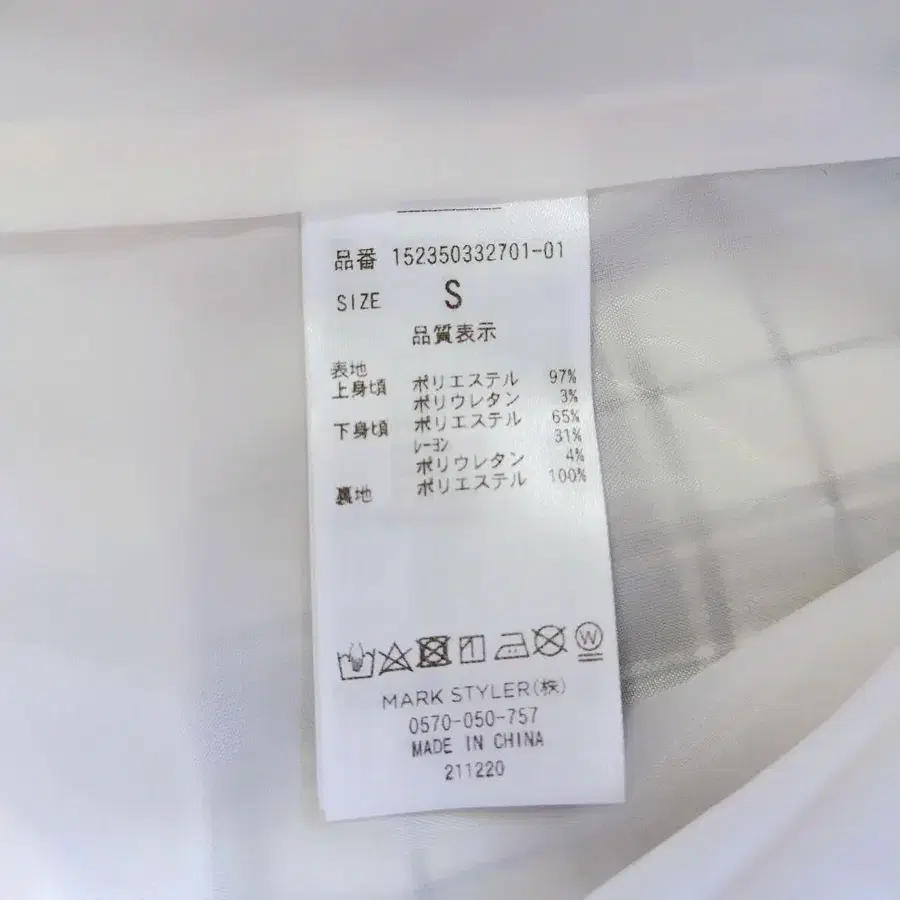 品番 152350332701-01
SIZE S
品質表示
表地
上身頃 ポリエステル 97%
ポリウレタン 3%
下身頃 ポリエステル 65%
レーヨン 31%
ポリウレタン 4%
裏地 ポリエステル 100%
W
MARK STYLER(株)
0570-050-757
MADE IN CHINA
211220